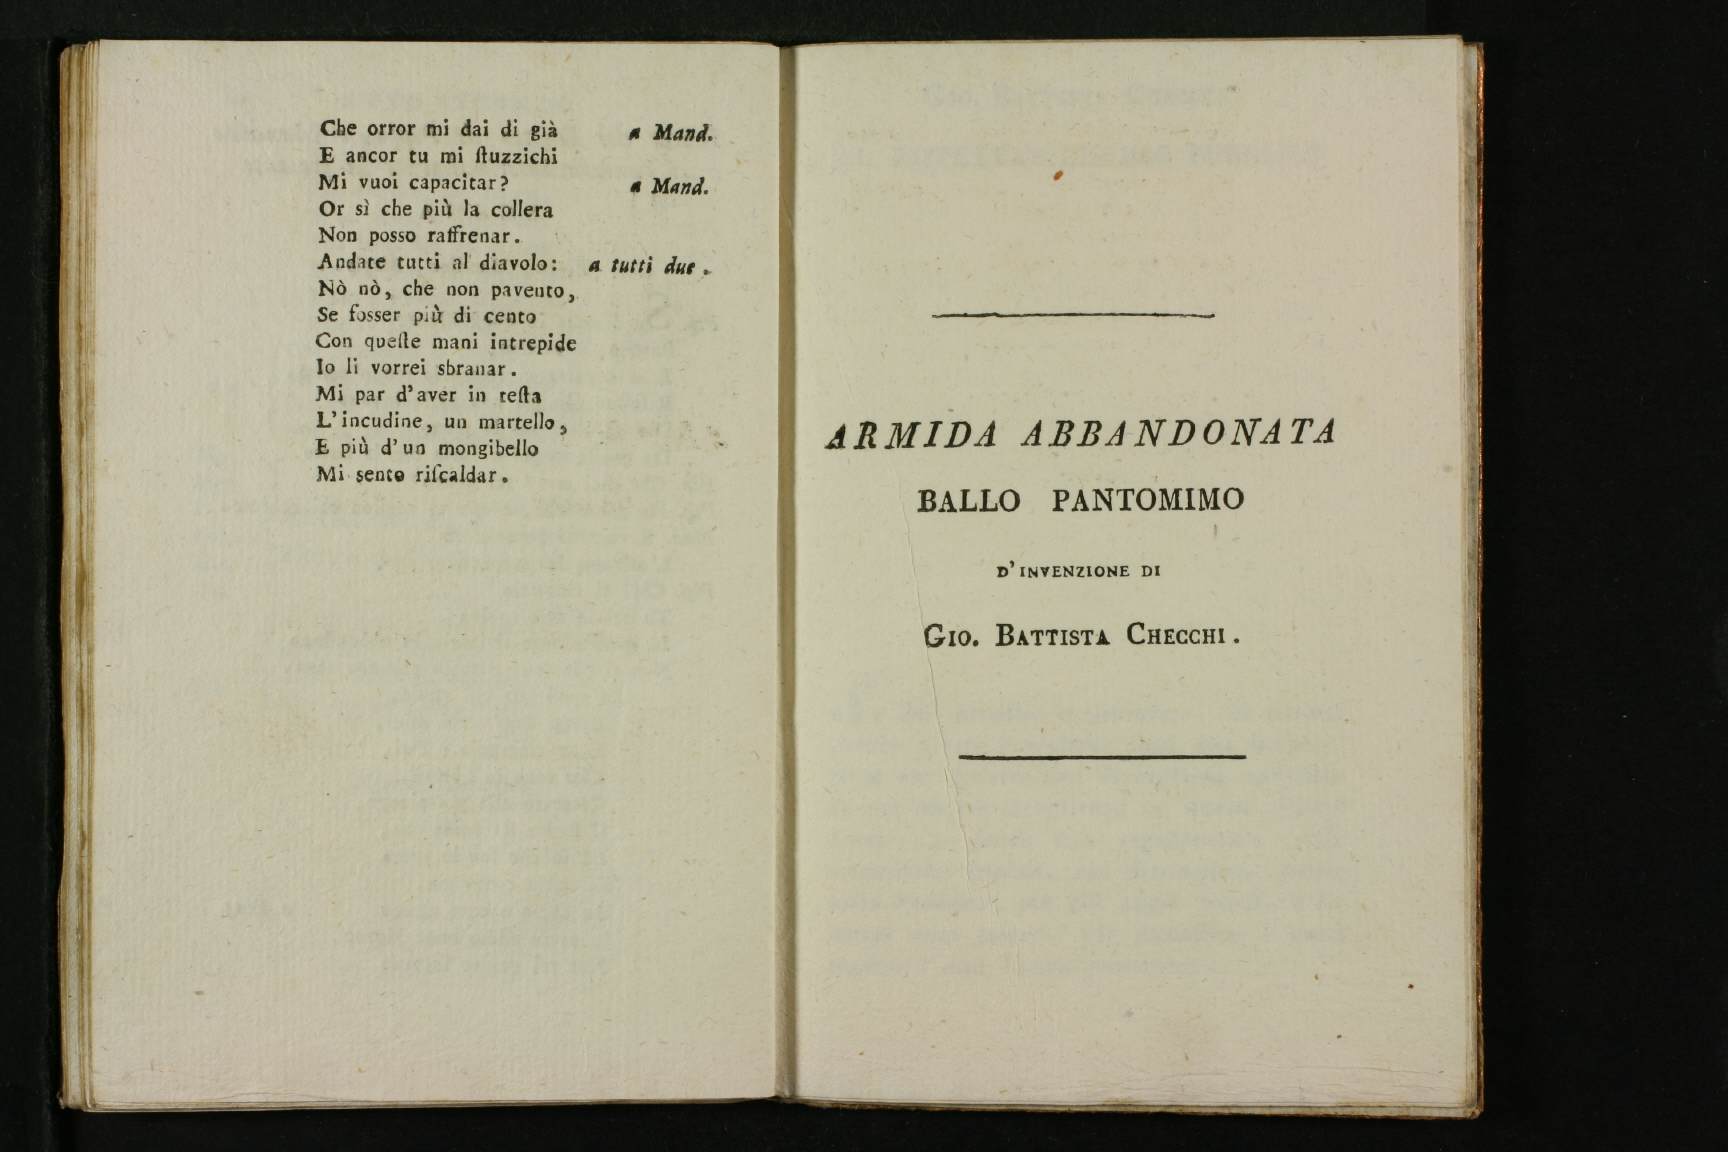 Che orror mi dai di già a Mand.
E ancor tu mi ſtuzzichi
Mi vuoi capacitar? a Mand.
Or sì che più la collera
Non posso raffrenar.
Andate tutti al diavolo: a tutti due.
Nò nò, che non pavento,
Se foſser più di cento
Con queſte mani intrepide
Io li vorrei sbranar.
Mi par d'aver in teſta
L'incudine, un martello,
E più d'un mongibello
Mi sento riſcaldar.
ARMIDA ABBANDONATA
BALLO PANTOMIMO
D'INVENZIONE DI
GIO. BATTISTA CHECCHI.